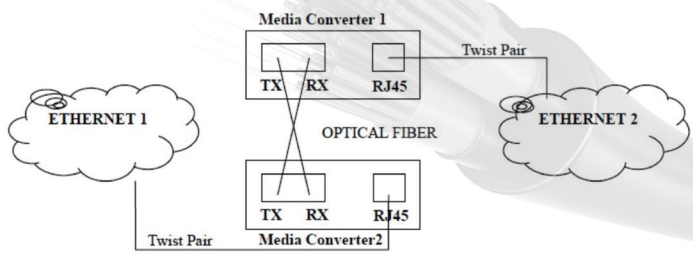 Media Converter 1
Twist Pair
TX RX RJ45
ETHERNET 1
OPTICAL FIBER
ETHERNET 2
TX RX RJ45
Twist Pair
Media Converter2